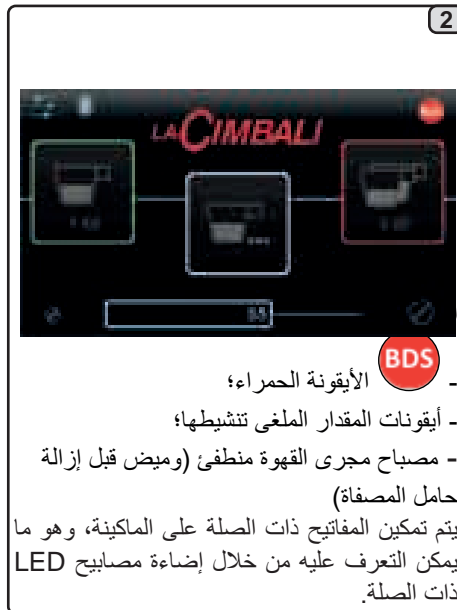 2
LACIMBALI
55
- BDS الأيقونة الحمراء؛
- أيقونات المقدار الملغى تنشيطها؛
- مصباح مجرى القهوة منطفئ (وميض قبل إزالة
حامل المصفاة)
يتم تمكين المفاتيح ذات الصلة على الماكينة، وهو ما
يمكن التعرف عليه من خلال إضاءة مصابيح LED
ذات الصلة.